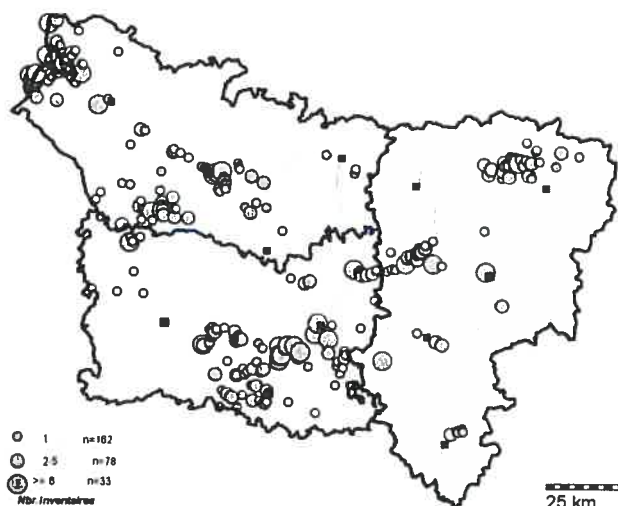 1 n=162
2-5 n=78
>= 6 n=33
Nbr. Inventaires
25 km